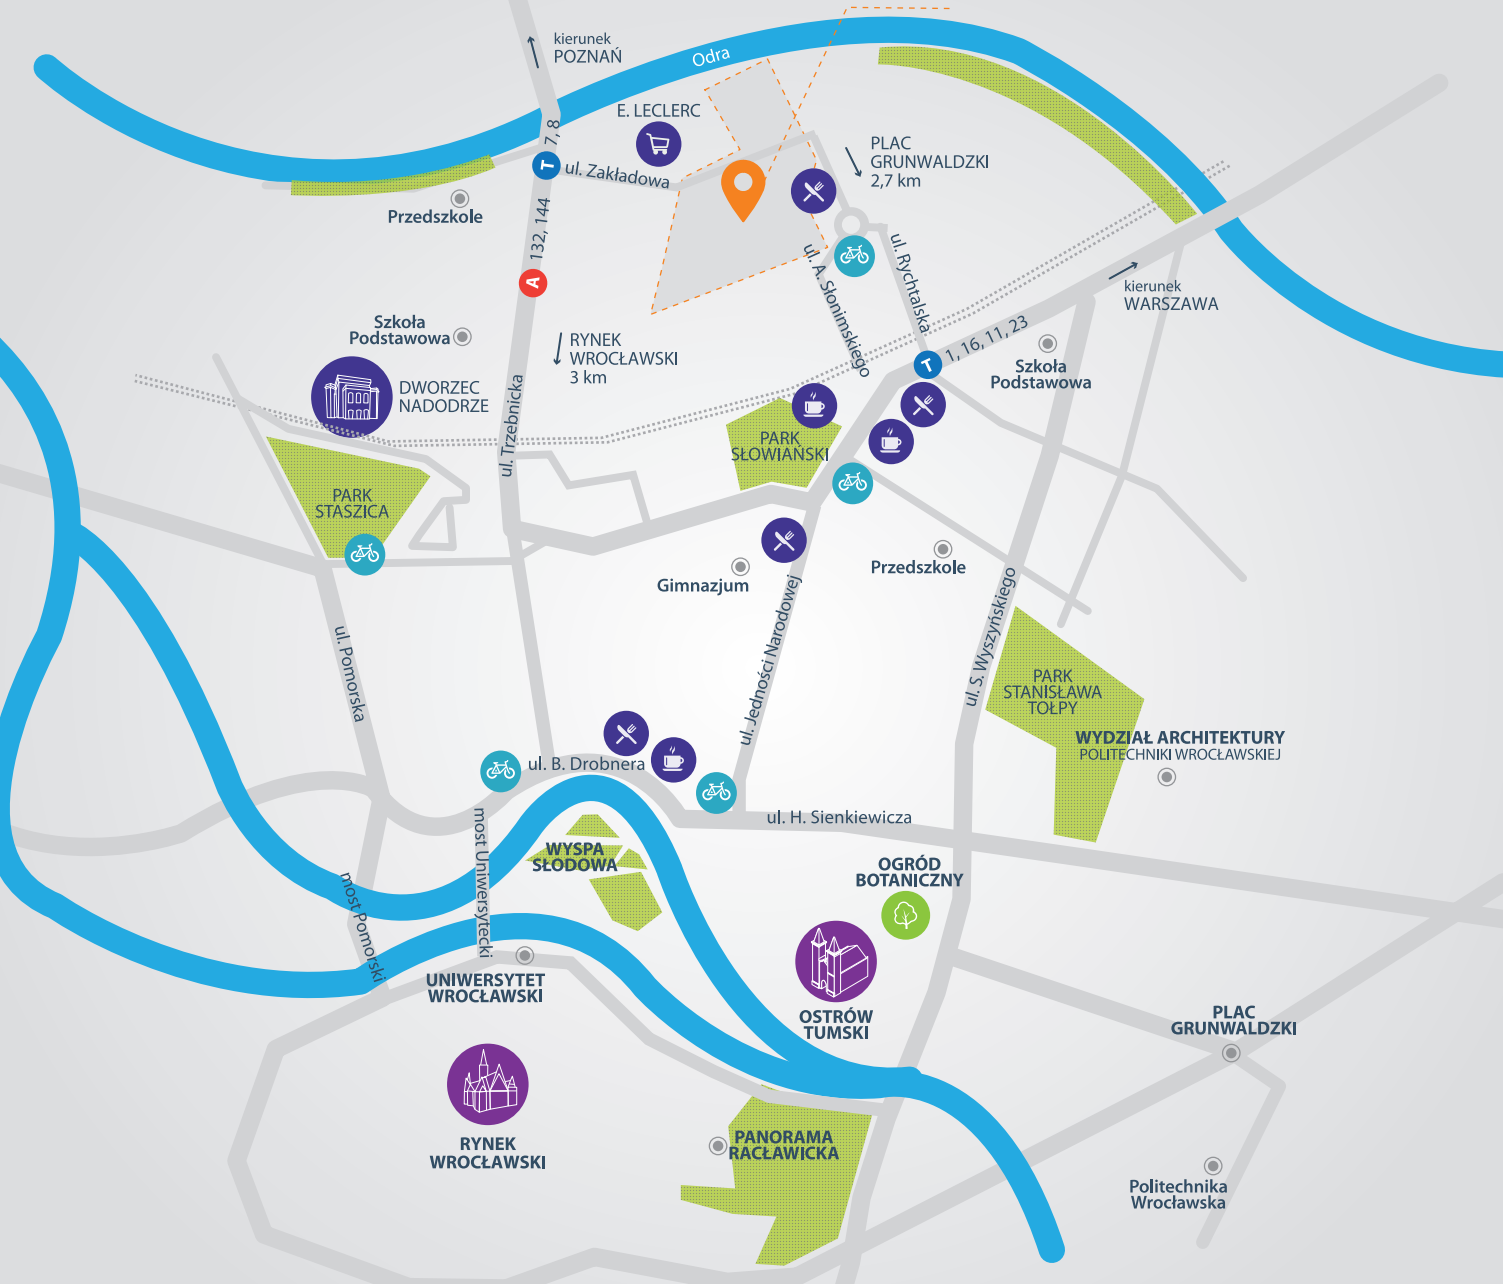 kierunek
POZNAŃ
Odra
E. LECLERC
7, 8
T
ul. Zakładowa
PLAC
GRUNWALDZKI
2,7 km
Przedszkole
132, 144
A
ul. A. Słonimskiego
ul. Rychtalska
kierunek
WARSZAWA
Szkoła
Podstawowa
RYNEK
WROCŁAWSKI
3 km
1, 16, 11, 23
T
Szkoła
Podstawowa
DWORZEC
NADODRZE
ul. Trzebnicka
PARK
SŁOWIAŃSKI
PARK
STASZICA
Gimnazjum
Przedszkole
ul. Pomorska
ul. Jedności Narodowej
ul. S. Wyszyńskiego
PARK
STANISŁAWA
TOŁPY
WYDZIAŁ ARCHITEKTURY
POLITECHNIKI WROCŁAWSKIEJ
ul. B. Drobnera
ul. H. Sienkiewicza
most Uniwersytecki
WYSPA
SŁODOWA
most Pomorski
OGRÓD
BOTANICZNY
UNIWERSYTET
WROCŁAWSKI
OSTRÓW
TUMSKI
PLAC
GRUNWALDZKI
RYNEK
WROCŁAWSKI
PANORAMA
RACŁAWICKA
Politechnika
Wrocławska